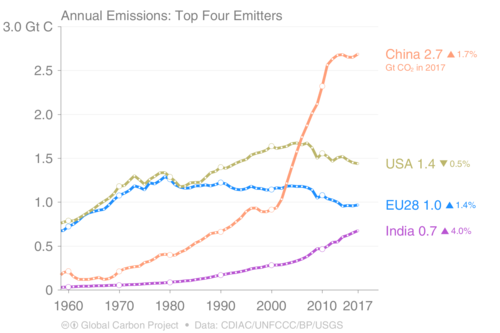 Annual Emissions: Top Four Emitters
3.0 Gt C
2.5
2.0
1.5
1.0
0.5
0
China 2.7 ▲ 1.7%
Gt CO₂ in 2017
USA 1.4 ▼ 0.5%
EU28 1.0 ▲ 1.4%
India 0.7 ▲ 4.0%
1960 1970 1980 1990 2000 2010 2017
Global Carbon Project • Data: CDIAC/UNFCCC/BP/USGS